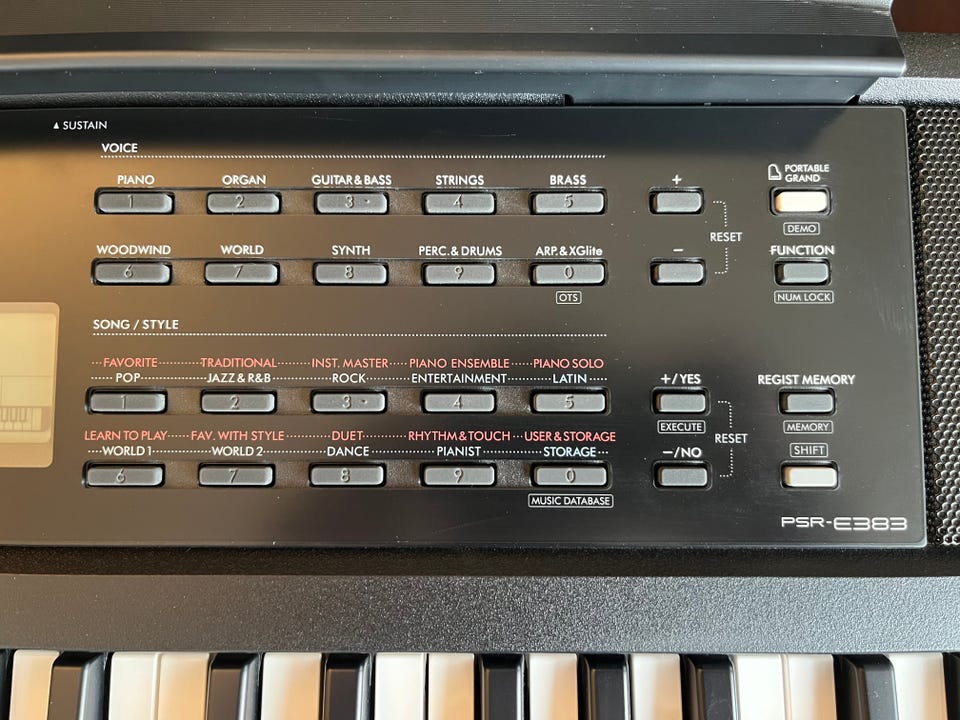 ▲ SUSTAIN
VOICE
PIANO ORGAN GUITAR & BASS STRINGS BRASS +
1 2 3 4 5
PORTABLE
GRAND
DEMO
RESET
WOODWIND WORLD SYNTH PERC. & DRUMS ARP. & XGlite − FUNCTION
6 7 8 9 0
OTS NUM LOCK
SONG / STYLE
FAVORITE TRADITIONAL INST. MASTER PIANO ENSEMBLE PIANO SOLO
POP JAZZ & R&B ROCK ENTERTAINMENT LATIN +/YES REGIST MEMORY
1 2 3 4 5
EXECUTE MEMORY
RESET
LEARN TO PLAY FAV. WITH STYLE DUET RHYTHM & TOUCH USER & STORAGE
WORLD 1 WORLD 2 DANCE PIANIST STORAGE −/NO SHIFT
6 7 8 9 0
MUSIC DATABASE
PSR-E383